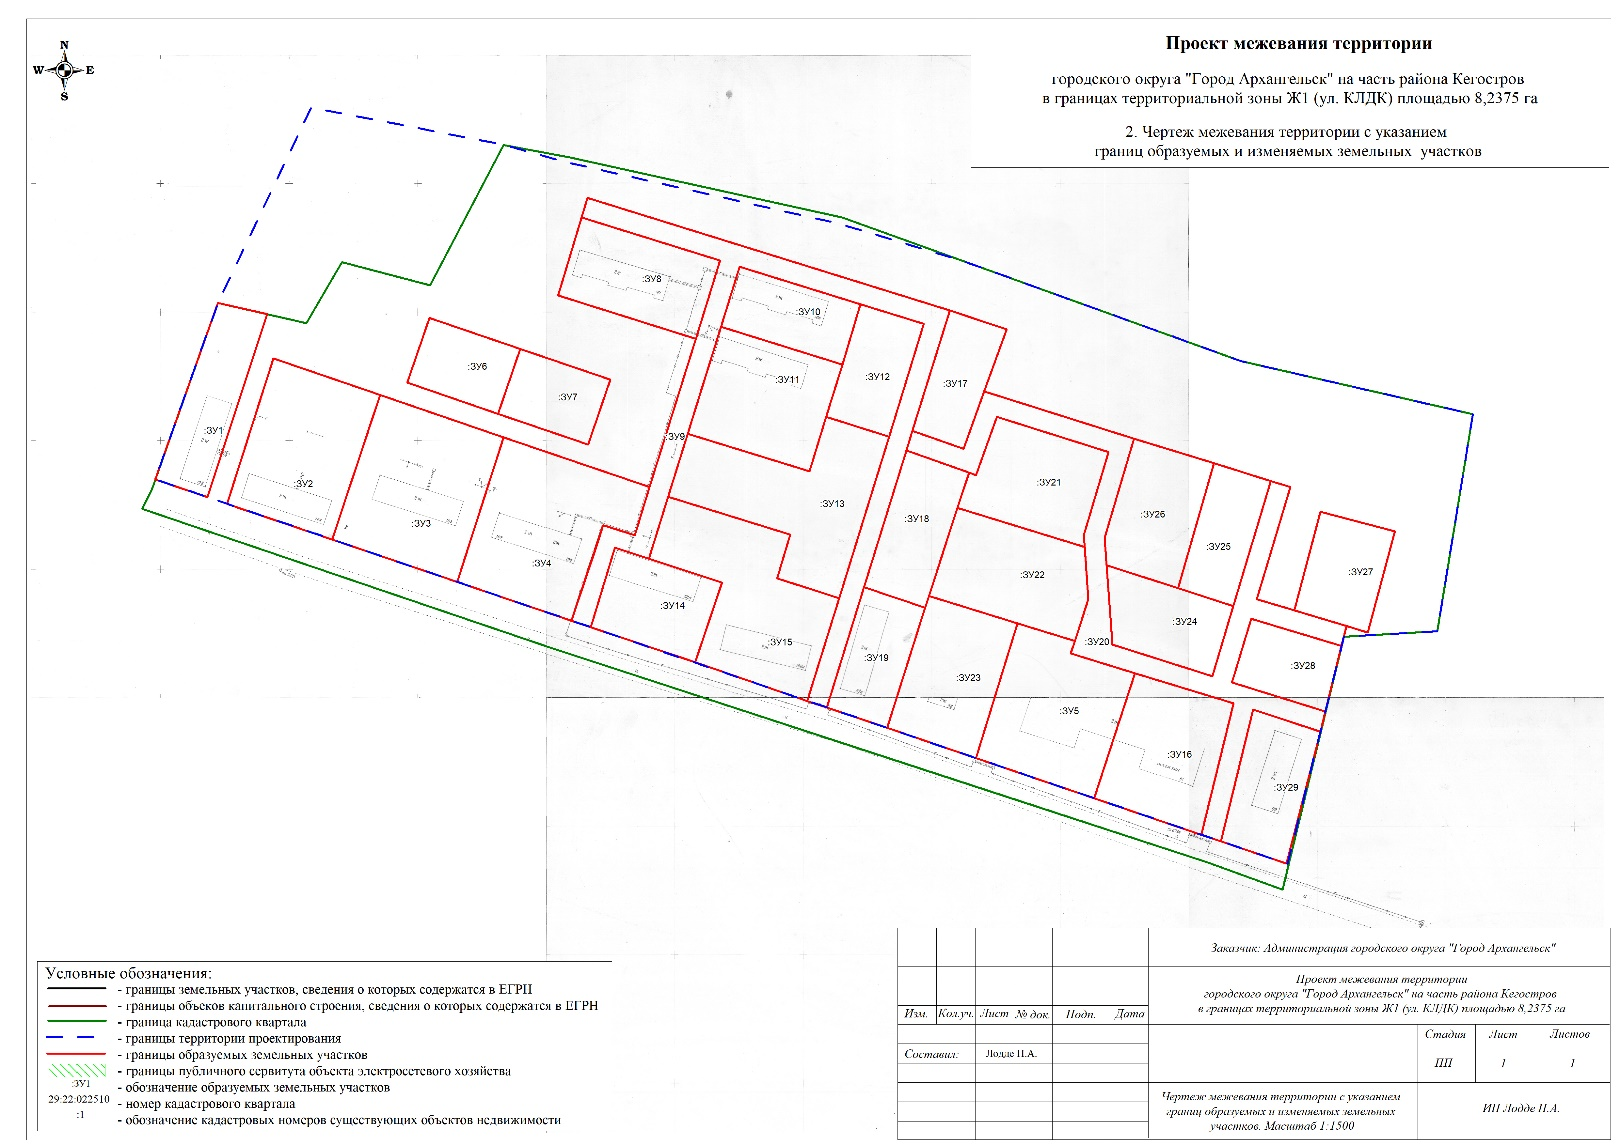 N
W E
S
Проект межевания территории
городского округа "Город Архангельск" на часть района Кегостров
в границах территориальной зоны Ж1 (ул. КЛДК) площадью 8,2375 га
2. Чертеж межевания территории с указанием
границ образуемых и изменяемых земельных участков
:ЗУ8
:ЗУ10
:ЗУ6
:ЗУ11
:ЗУ12
:ЗУ17
:ЗУ7
:ЗУ1
:ЗУ9
:ЗУ2
:ЗУ21
:ЗУ13
:ЗУ18
:ЗУ26
:ЗУ3
:ЗУ25
:ЗУ4
:ЗУ22
:ЗУ27
:ЗУ14
:ЗУ24
:ЗУ15
:ЗУ20
:ЗУ19
:ЗУ28
:ЗУ23
:ЗУ5
:ЗУ16
:ЗУ29
Условные обозначения:
- границы земельных участков, сведения о которых содержатся в ЕГРН
- границы объеков капитального строения, сведения о которых содержатся в ЕГРН
- граница кадастрового квартала
- границы территории проектирования
- границы образуемых земельных участков
- границы публичного сервитута объекта электросетевого хозяйства
:ЗУ1 - обозначение образуемых земельных участков
29:22:022510 - номер кадастрового квартала
:1 - обозначение кадастровых номеров существующих объектов недвижимости
Заказчик: Администрация городского округа "Город Архангельск"
Проект межевания территории
городского округа "Город Архангельск" на часть района Кегостров
в границах территориальной зоны Ж1 (ул. КЛДК) площадью 8,2375 га
Изм. Кол.уч. Лист № док. Подп. Дата
Стадия Лист Листов
Составил: Лодде П.А.
ПП 1 1
Чертеж межевания территории с указанием
границ образуемых и изменяемых земельных
участков. Масштаб 1:1500
ИП Лодде П.А.